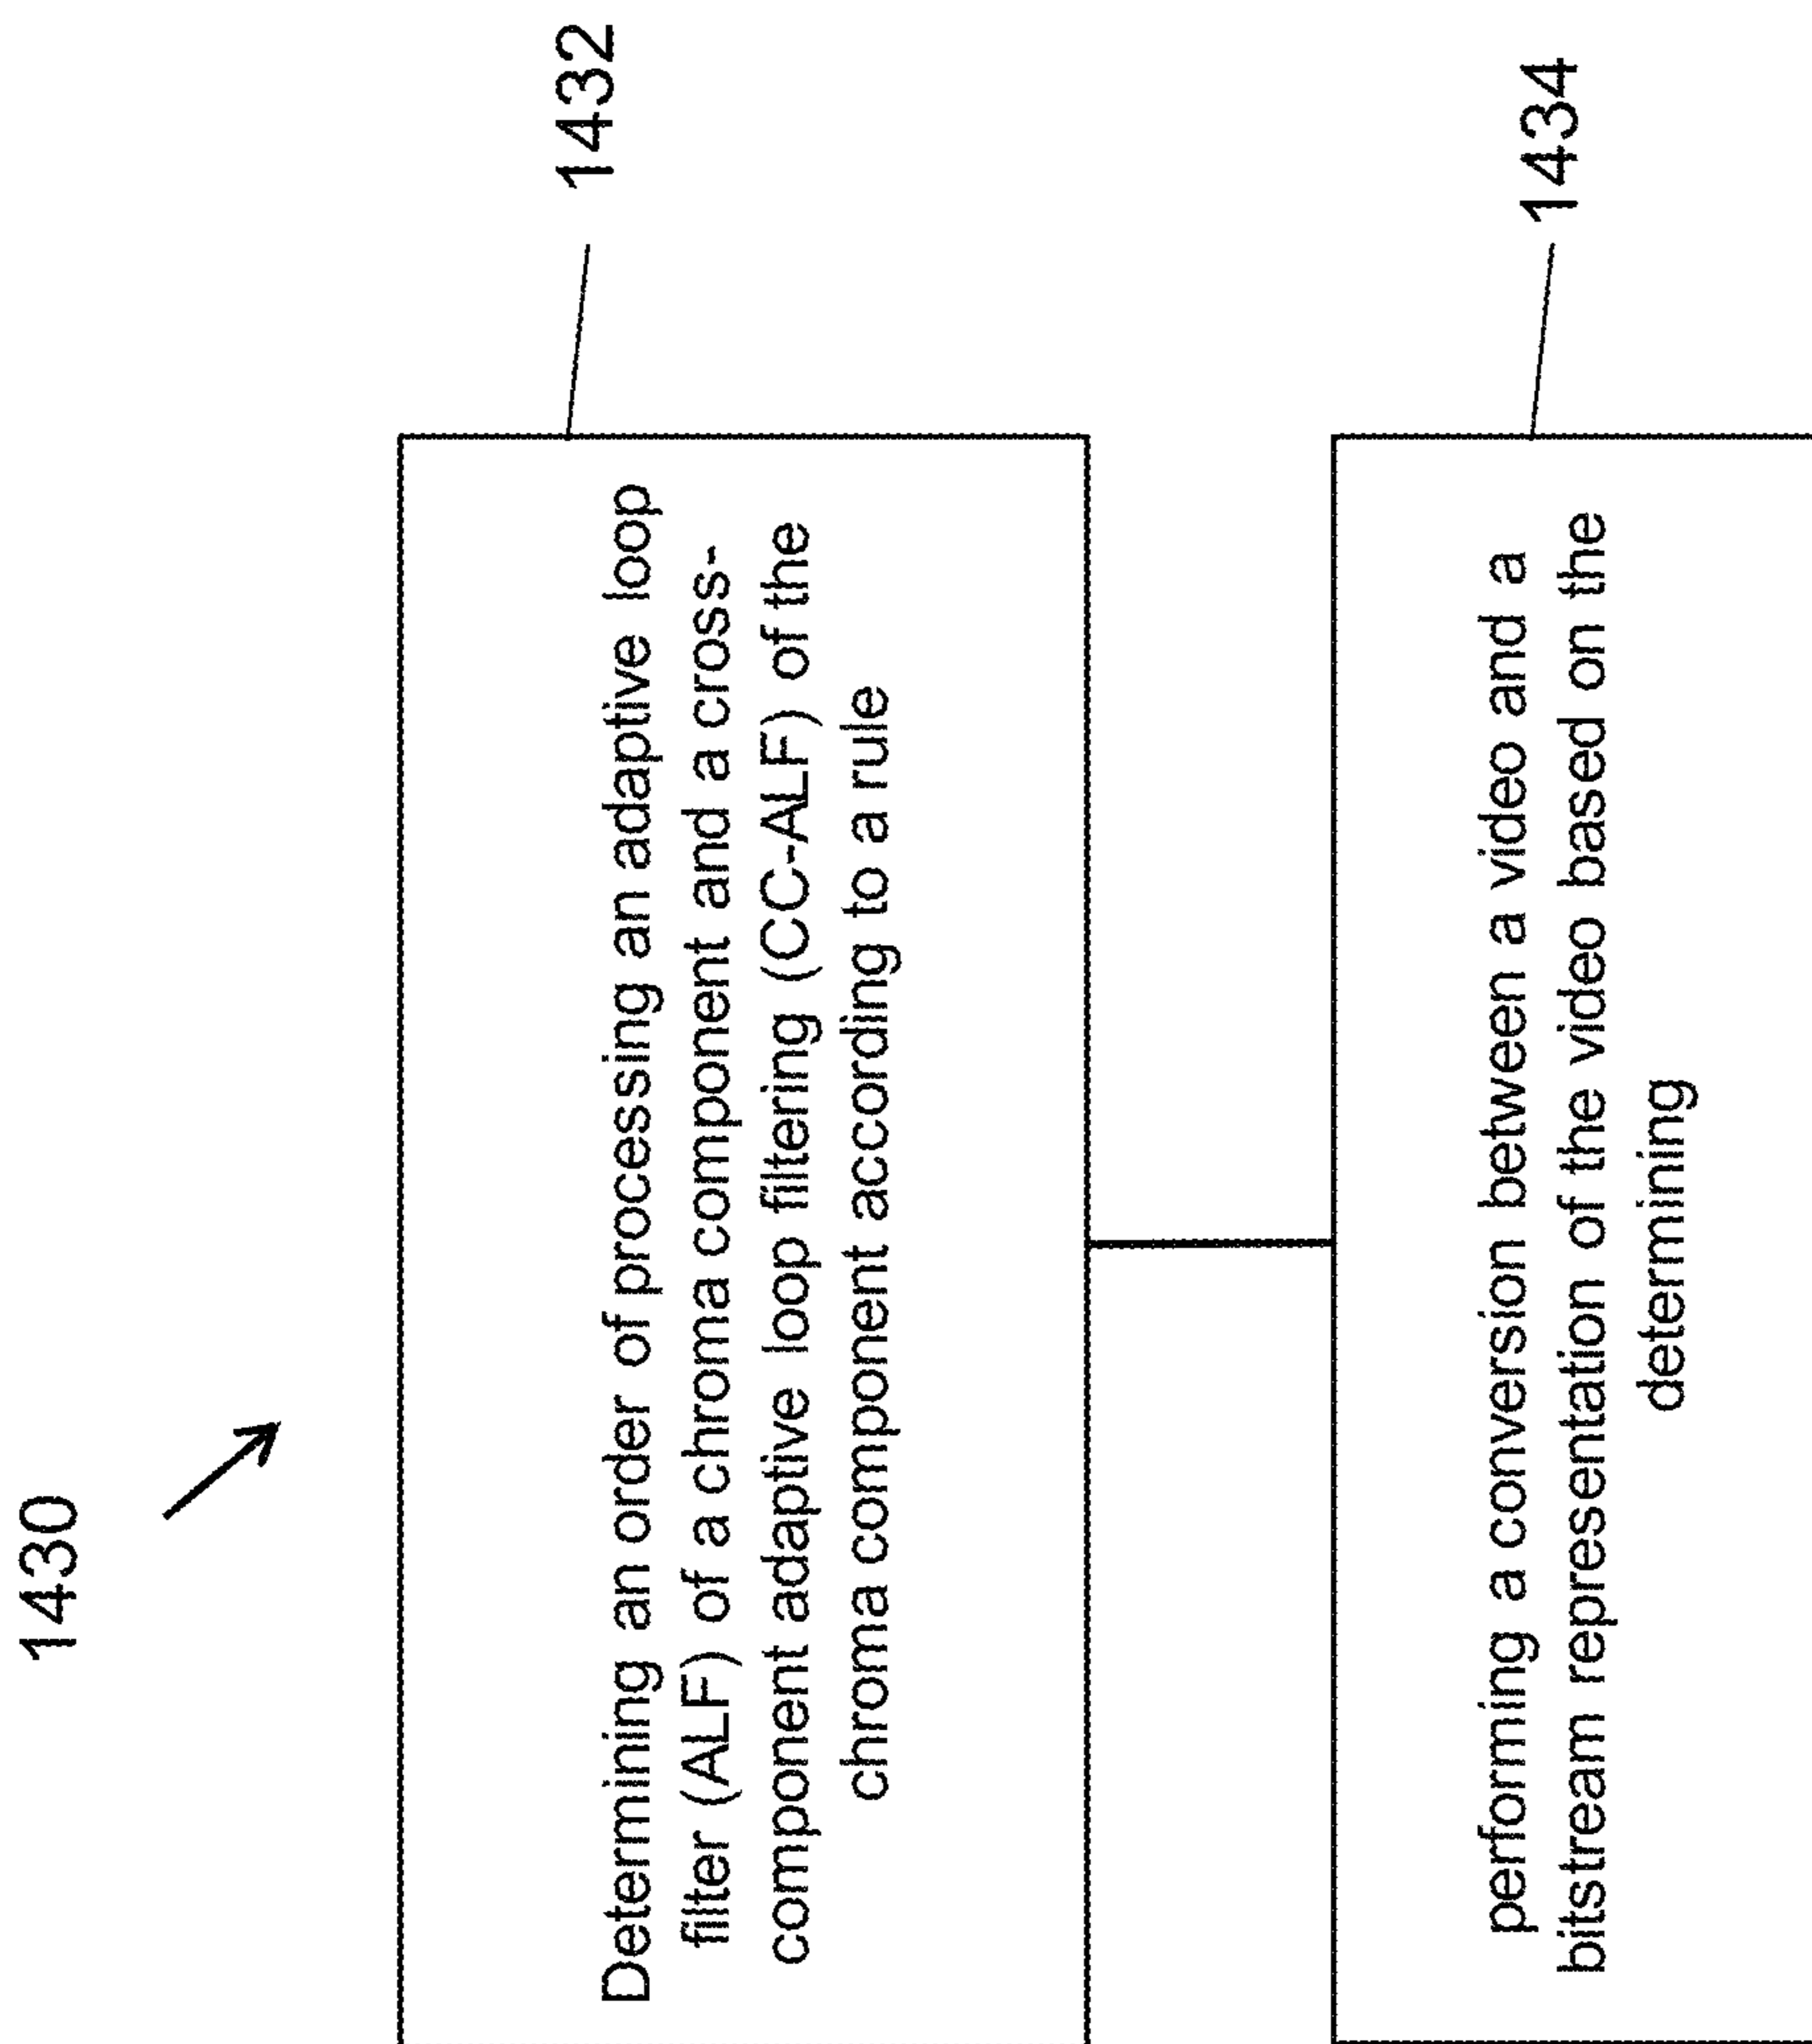 1430
Determining an order of processing an adaptive loop
filter (ALF) of a chroma component and a cross-
component adaptive loop filtering (CC-ALF) of the
chroma component according to a rule
1432
performing a conversion between a video and a
bitstream representation of the video based on the
determining
1434